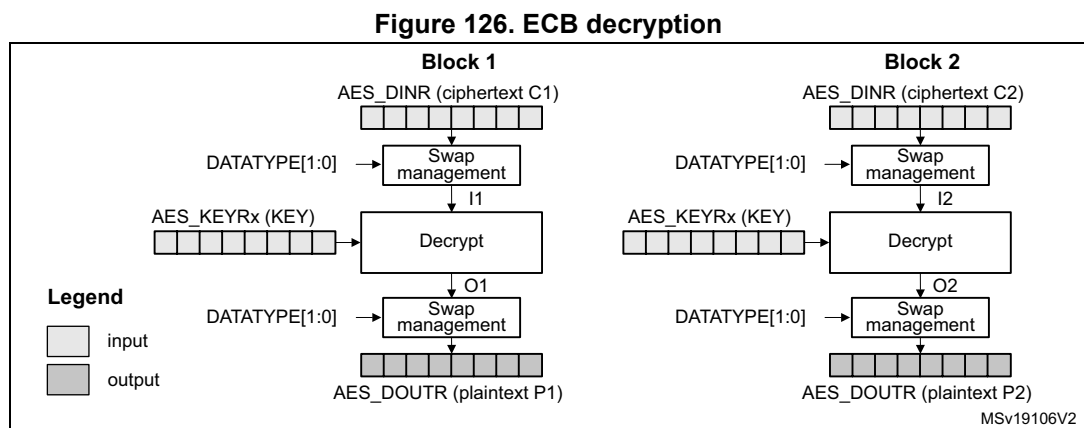 Figure 126. ECB decryption
Block 1
AES_DINR (ciphertext C1)
DATATYPE[1:0]
Swap
management
I1
AES_KEYRx (KEY)
Decrypt
O1
DATATYPE[1:0]
Swap
management
AES_DOUTR (plaintext P1)
Block 2
AES_DINR (ciphertext C2)
DATATYPE[1:0]
Swap
management
I2
AES_KEYRx (KEY)
Decrypt
O2
DATATYPE[1:0]
Swap
management
AES_DOUTR (plaintext P2)
Legend
input
output
MSv19106V2